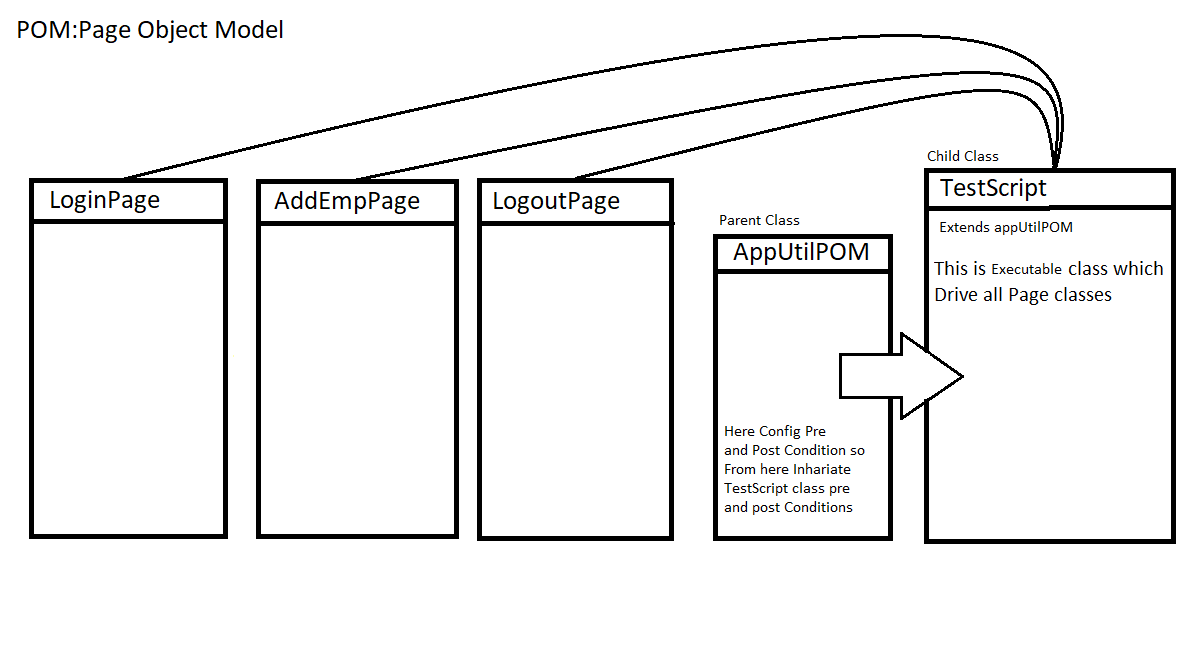 POM:Page Object Model
LoginPage
AddEmpPage
LogoutPage
Parent Class
AppUtilPOM
Here Config Pre
and Post Condition so
From here Inhariate
TestScript class pre
and post Conditions
Child Class
TestScript
Extends appUtilPOM
This is Executable class which
Drive all Page classes